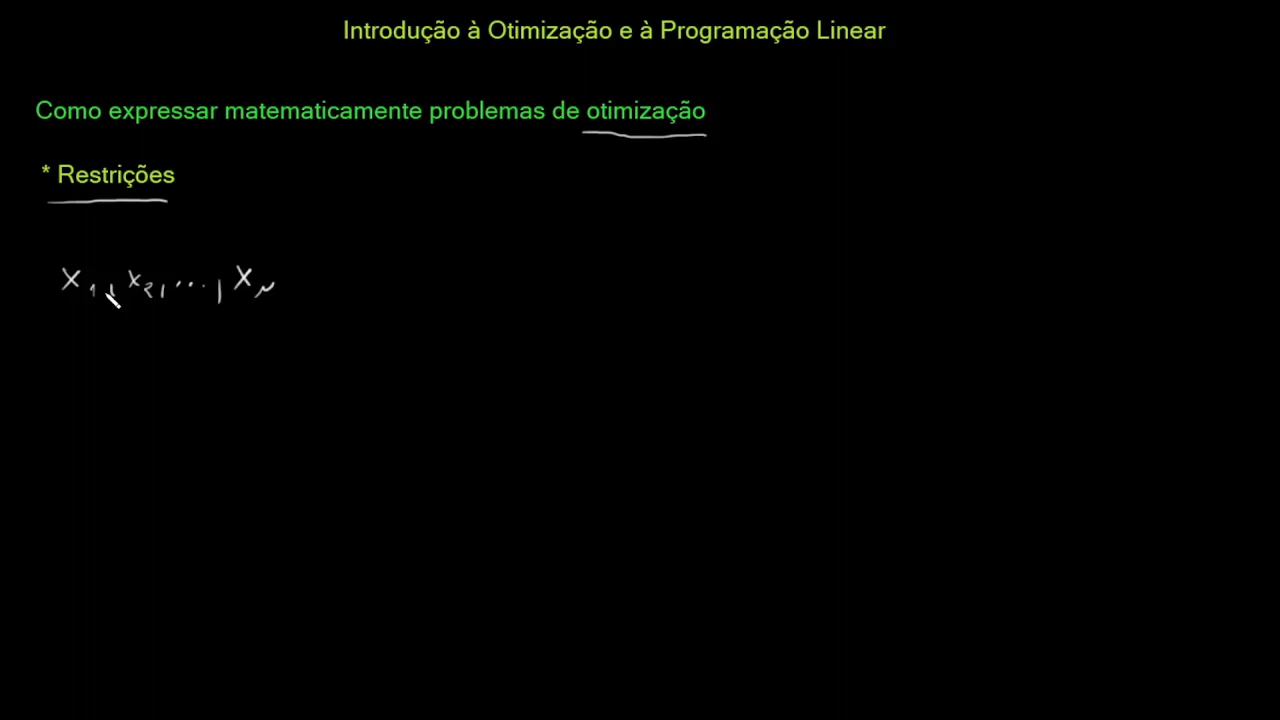 Introdução à Otimização e à Programação Linear
Como expressar matematicamente problemas de otimização
* Restrições
x₁, x₂, ..., xₙ